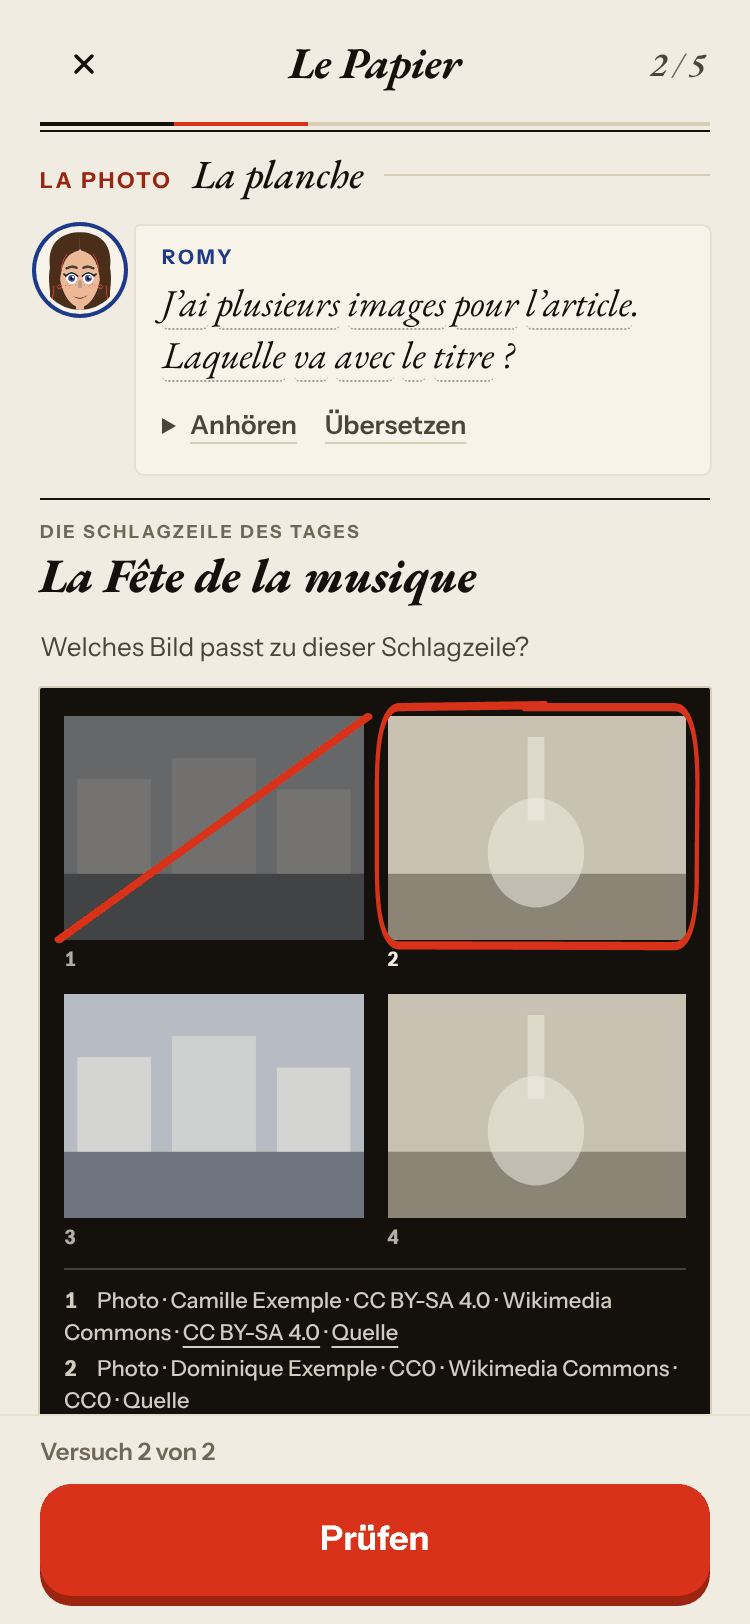 Le Papier
2/5
LA PHOTO La planche
ROMY
J’ai plusieurs images pour l’article.
Laquelle va avec le titre ?
Anhören Übersetzen
DIE SCHLAGZEILE DES TAGES
La Fête de la musique
Welches Bild passt zu dieser Schlagzeile?
1
2
3
4
1 Photo · Camille Exemple · CC BY-SA 4.0 · Wikimedia
Commons · CC BY-SA 4.0 · Quelle
2 Photo · Dominique Exemple · CC0 · Wikimedia Commons ·
CC0 · Quelle
Versuch 2 von 2
Prüfen